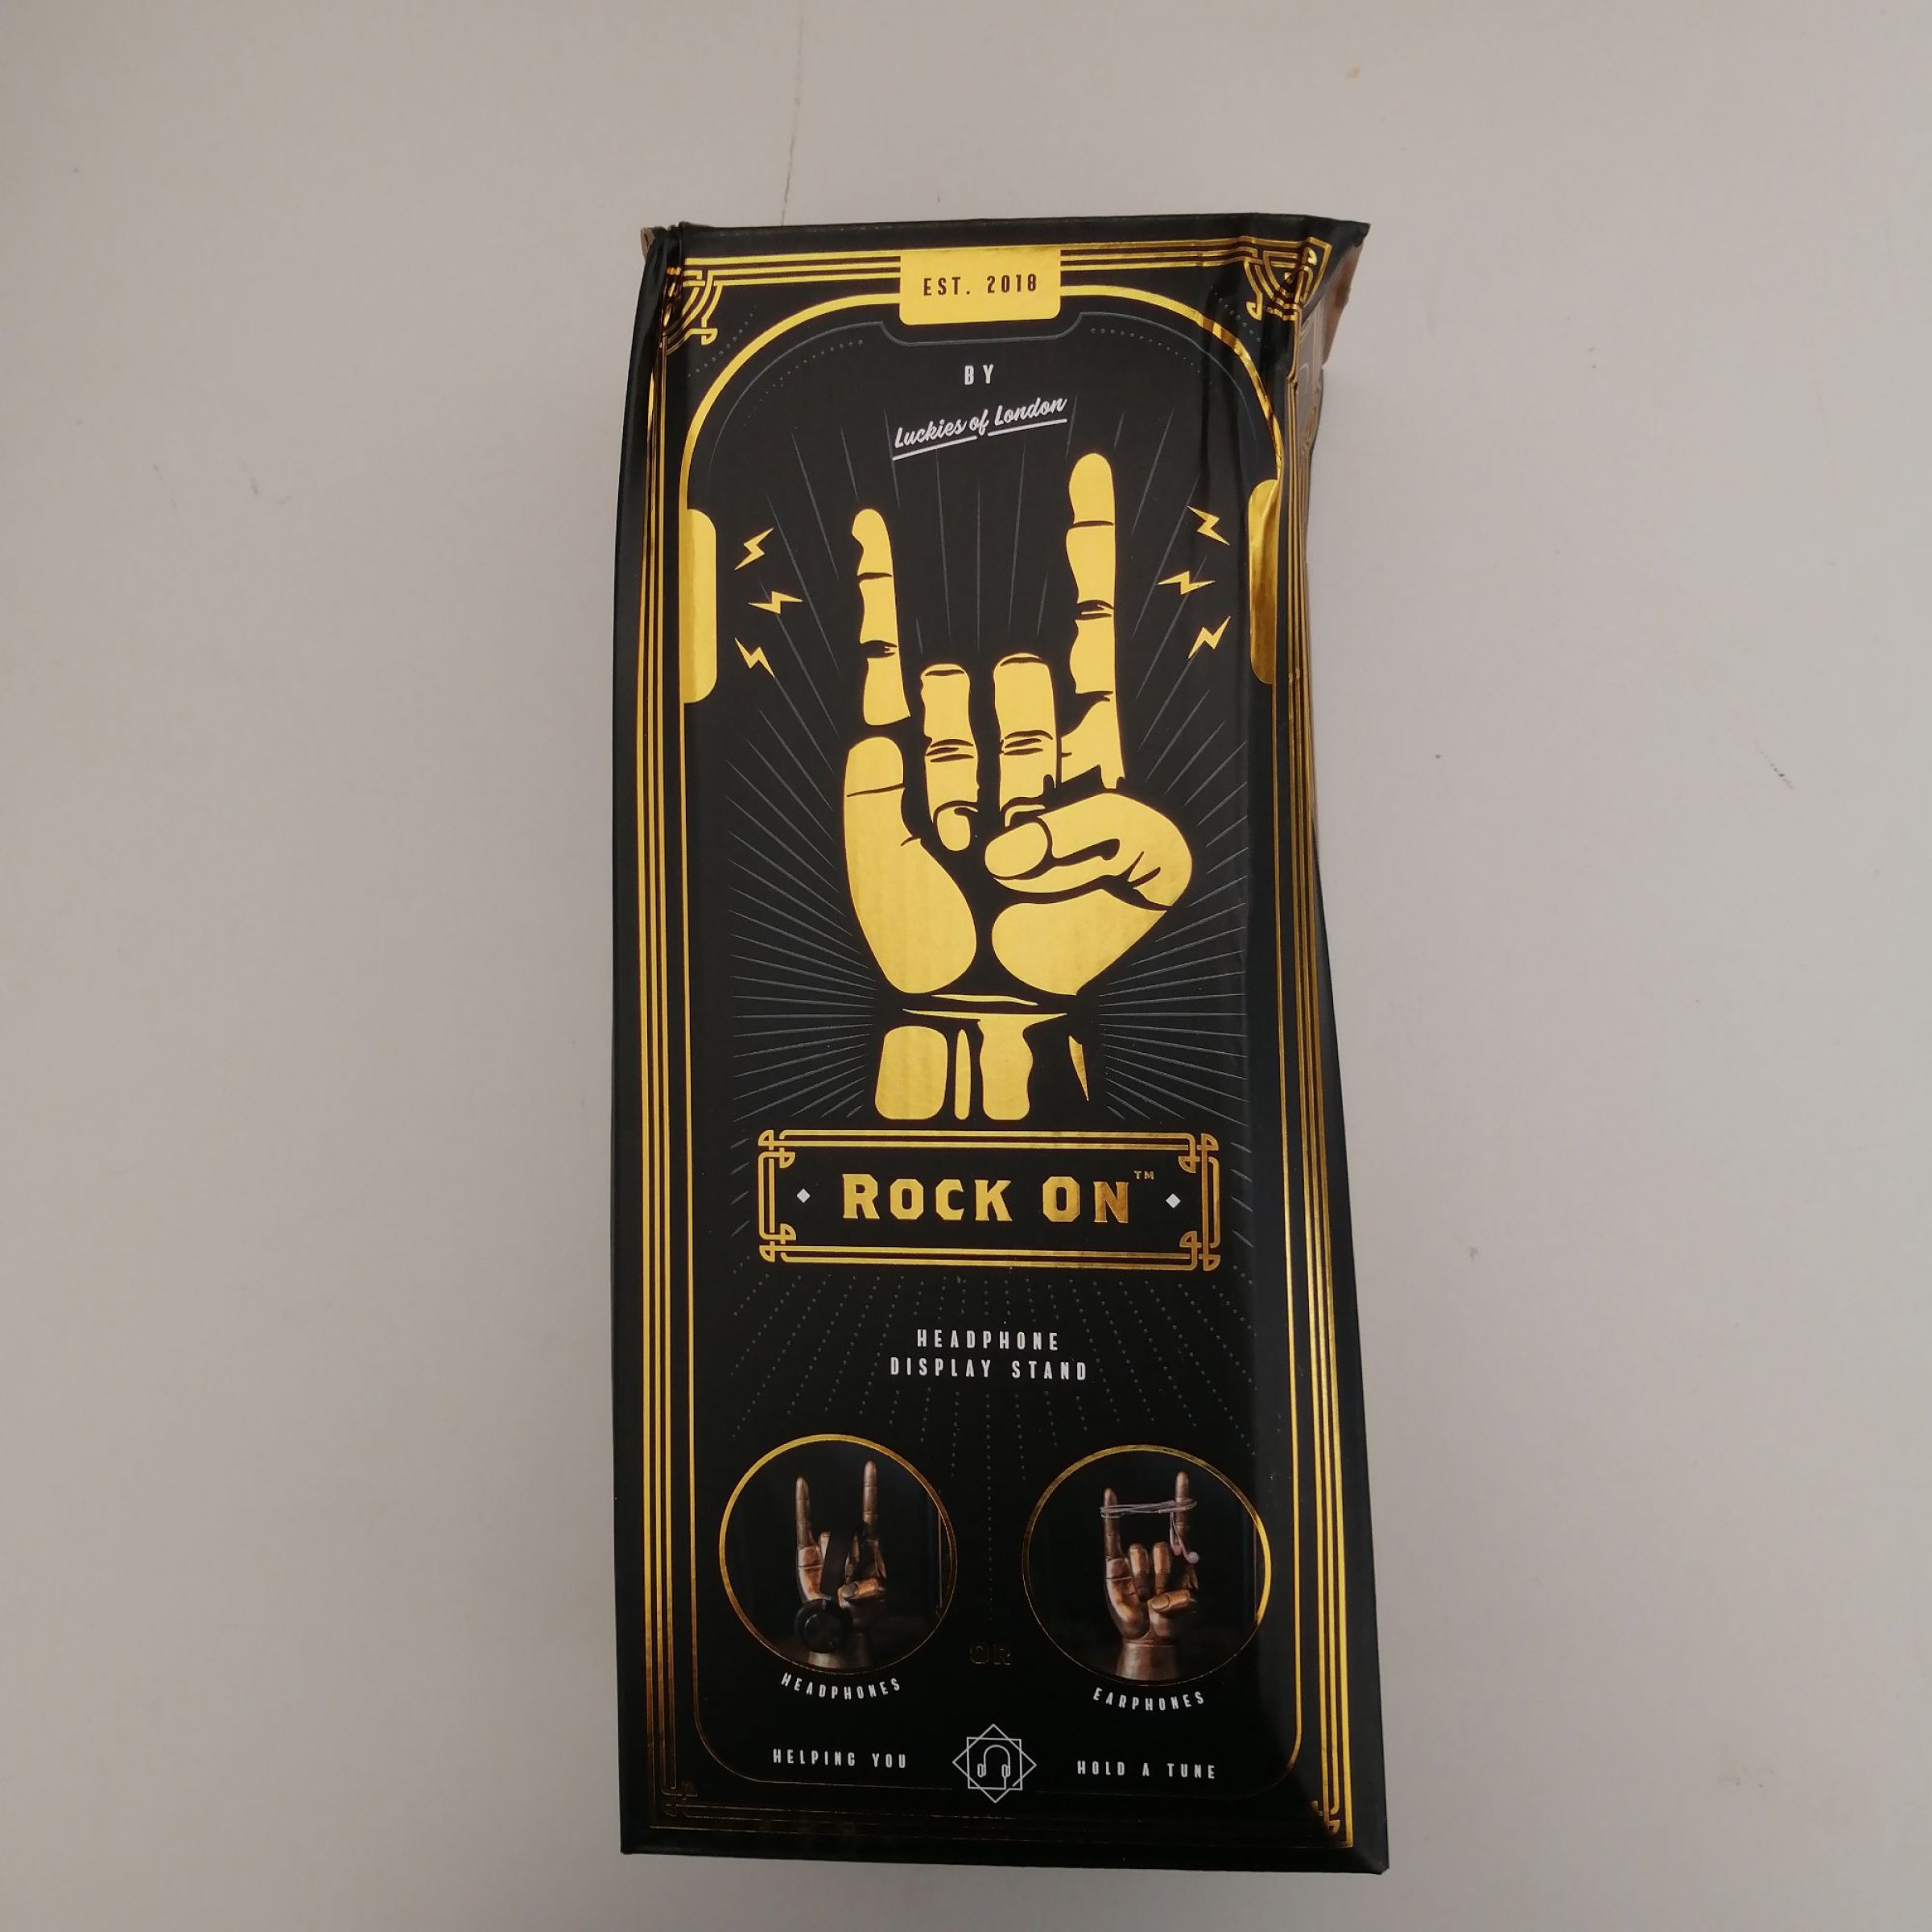 EST. 2018
BY
Luckies of London
ROCK ON™
HEADPHONE
DISPLAY STAND
OR
HEADPHONES
EARPHONES
HELPING YOU
HOLD A TUNE